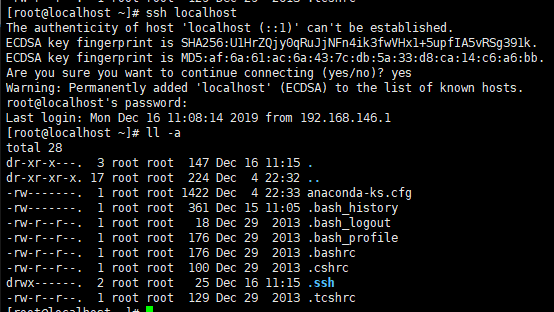 [root@localhost ~]# ssh localhost
The authenticity of host 'localhost (::1)' can't be established.
ECDSA key fingerprint is SHA256:U1HrZQjy0qRuJjNFn4ik3fwVHx1+5upfIA5vRSg391k.
ECDSA key fingerprint is MD5:af:6a:61:ac:6a:43:7c:db:5a:33:d8:ca:14:c6:a6:bb.
Are you sure you want to continue connecting (yes/no)? yes
Warning: Permanently added 'localhost' (ECDSA) to the list of known hosts.
root@localhost's password:
Last login: Mon Dec 16 11:08:14 2019 from 192.168.146.1
[root@localhost ~]# ll -a
total 28
dr-xr-x---.  3 root root  147 Dec 16 11:15 .
dr-xr-xr-x. 17 root root  224 Dec  4 22:32 ..
-rw-------.  1 root root 1422 Dec  4 22:33 anaconda-ks.cfg
-rw-------.  1 root root  361 Dec 15 11:05 .bash_history
-rw-r--r--.  1 root root   18 Dec 29  2013 .bash_logout
-rw-r--r--.  1 root root  176 Dec 29  2013 .bash_profile
-rw-r--r--.  1 root root  176 Dec 29  2013 .bashrc
-rw-r--r--.  1 root root  100 Dec 29  2013 .cshrc
drwx------  2 root root   25 Dec 16 11:15 .ssh
-rw-r--r--.  1 root root  129 Dec 29  2013 .tcshrc
[root@localhost ~]#